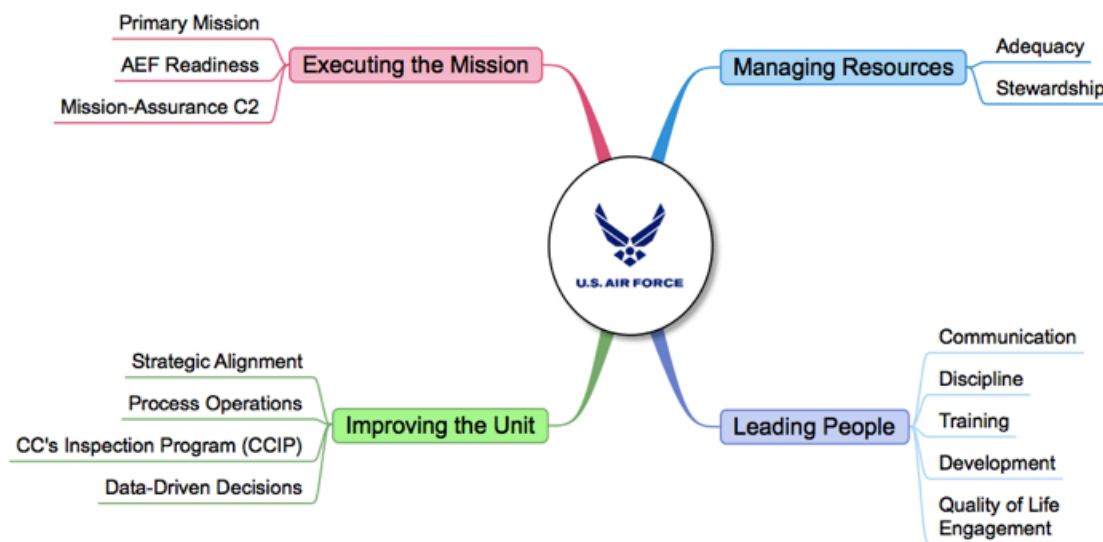 Primary Mission
AEF Readiness
Mission-Assurance C2
Executing the Mission
Managing Resources
Adequacy
Stewardship
U.S. AIR FORCE
Strategic Alignment
Process Operations
CC's Inspection Program (CCIP)
Data-Driven Decisions
Improving the Unit
Leading People
Communication
Discipline
Training
Development
Quality of Life
Engagement